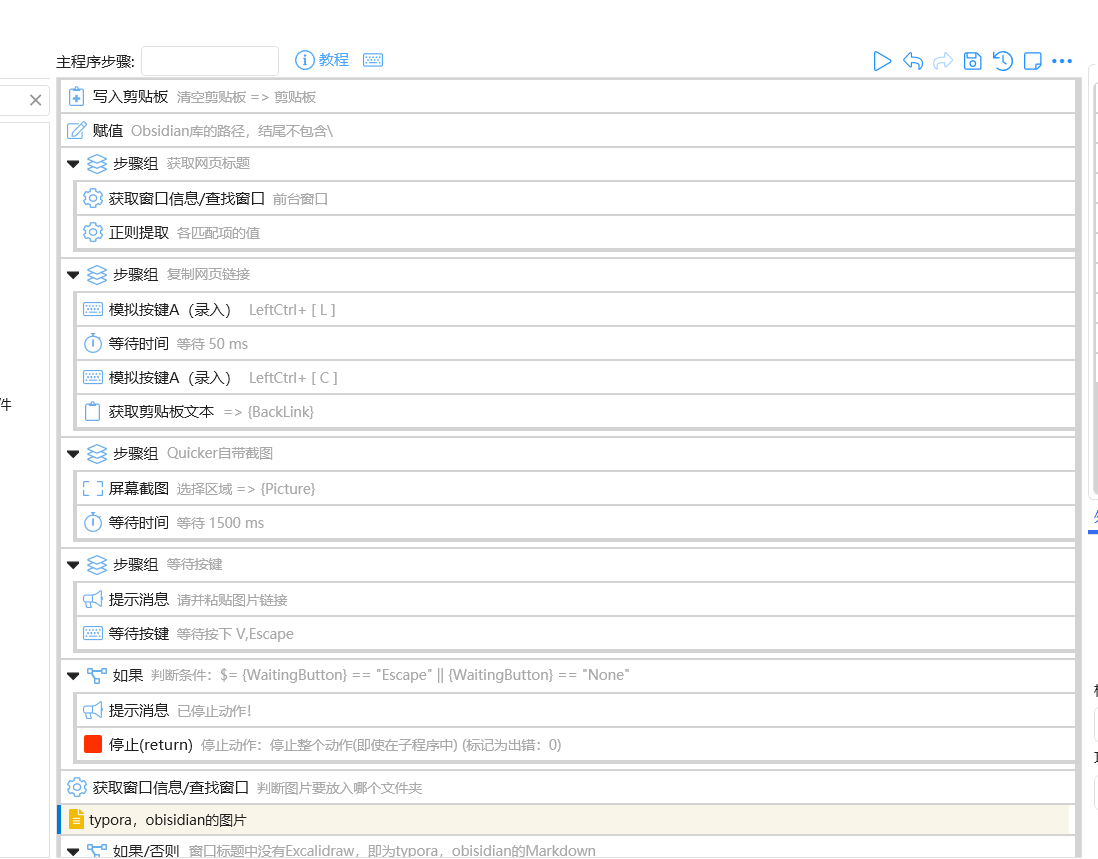 主程序步骤:
教程
写入剪贴板 清空剪贴板 => 剪贴板
赋值 Obsidian库的路径，结尾不包含\
步骤组 获取网页标题
获取窗口信息/查找窗口 前台窗口
正则提取 各匹配项的值
步骤组 复制网页链接
模拟按键A（录入） LeftCtrl+ [ L ]
等待时间 等待 50 ms
模拟按键A（录入） LeftCtrl+ [ C ]
件
获取剪贴板文本 => {BackLink}
步骤组 Quicker自带截图
屏幕截图 选择区域 => {Picture}
等待时间 等待 1500 ms
步骤组 等待按键
提示消息 请并粘贴图片链接
等待按键 等待按下 V,Escape
如果 判断条件：$= {WaitingButton} == "Escape" || {WaitingButton} == "None"
提示消息 已停止动作！
停止(return) 停止动作：停止整个动作(即使在子程序中) (标记为出错：0)
获取窗口信息/查找窗口 判断图片要放入哪个文件夹
typora，obisidian的图片
如果/否则 窗口标题中没有Excalidraw，即为typora，obisidian的Markdown